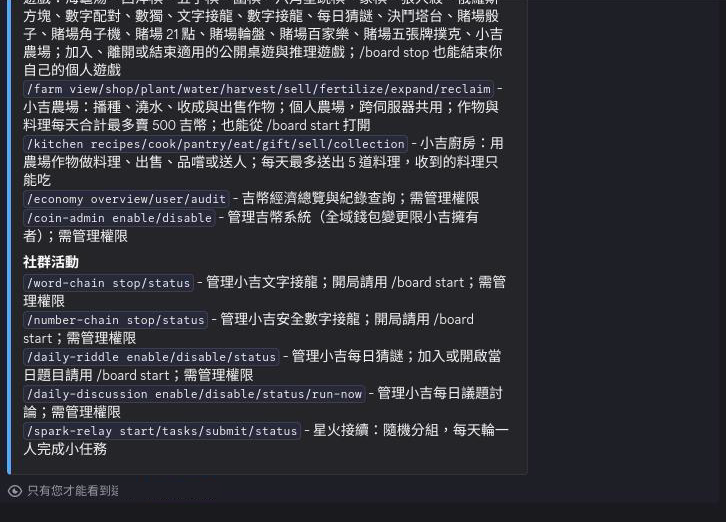 方塊、數字配對、數獨、文字接龍、數字接龍、每日猜謎、決鬥塔台、賭場骰
子、賭場角子機、賭場 21 點、賭場輪盤、賭場百家樂、賭場五張牌撲克、小吉
農場；加入、離開或結束適用的公開桌遊與推理遊戲；/board stop 也能結束你
自己的個人遊戲
/farm view/shop/plant/water/harvest/sell/fertilize/expand/reclaim -
小吉農場：播種、澆水、收成與出售作物；個人農場，跨伺服器共用；作物與
料理每天合計最多賣 500 吉幣；也能從 /board start 打開
/kitchen recipes/cook/pantry/eat/gift/sell/collection - 小吉廚房：用
農場作物做料理、出售、品嚐或送人；每天最多送出 5 道料理，收到的料理只
能吃
/economy overview/user/audit - 吉幣經濟總覽與紀錄查詢；需管理權限
/coin-admin enable/disable - 管理吉幣系統（全域錢包變更限小吉擁有
者）；需管理權限
社群活動
/word-chain stop/status - 管理小吉文字接龍；開局請用 /board start；需管
理權限
/number-chain stop/status - 管理小吉安全數字接龍；開局請用 /board
start；需管理權限
/daily-riddle enable/disable/status - 管理小吉每日猜謎；加入或開啟當
日題目請用 /board start；需管理權限
/daily-discussion enable/disable/status/run-now - 管理小吉每日議題討
論；需管理權限
/spark-relay start/tasks/submit/status - 星火接續：隨機分組，每天輪一
人完成小任務
只有您才能看到